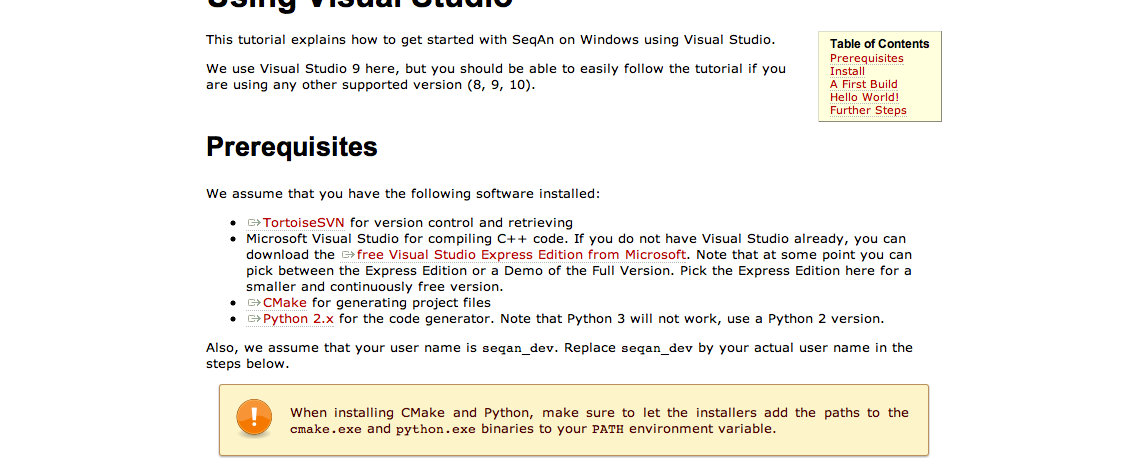 Using Visual Studio
This tutorial explains how to get started with SeqAn on Windows using Visual Studio.
We use Visual Studio 9 here, but you should be able to easily follow the tutorial if you
are using any other supported version (8, 9, 10).
Table of Contents
Prerequisites
Install
A First Build
Hello World!
Further Steps
Prerequisites
We assume that you have the following software installed:
• TortoiseSVN for version control and retrieving
• Microsoft Visual Studio for compiling C++ code. If you do not have Visual Studio already, you can
download the free Visual Studio Express Edition from Microsoft. Note that at some point you can
pick between the Express Edition or a Demo of the Full Version. Pick the Express Edition here for a
smaller and continuously free version.
• CMake for generating project files
• Python 2.x for the code generator. Note that Python 3 will not work, use a Python 2 version.
Also, we assume that your user name is seqan_dev. Replace seqan_dev by your actual user name in the
steps below.
When installing CMake and Python, make sure to let the installers add the paths to the
cmake.exe and python.exe binaries to your PATH environment variable.